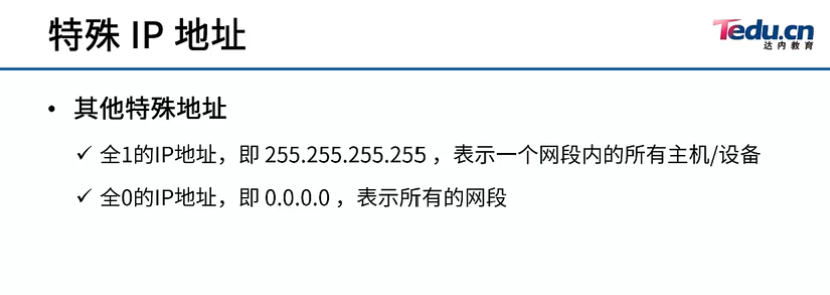 特殊 IP 地址
Tedu.cn
达内教育
• 其他特殊地址
✓ 全1的IP地址，即 255.255.255.255 ，表示一个网段内的所有主机/设备
✓ 全0的IP地址，即 0.0.0.0 ，表示所有的网段